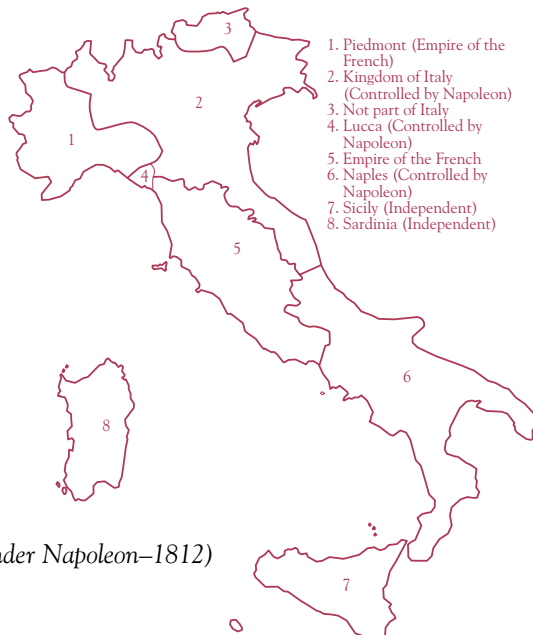 3
1. Piedmont (Empire of the
French)
2. Kingdom of Italy
(Controlled by Napoleon)
3. Not part of Italy
4. Lucca (Controlled by
Napoleon)
5. Empire of the French
6. Naples (Controlled by
Napoleon)
7. Sicily (Independent)
8. Sardinia (Independent)
2
1
4
5
6
8
nder Napoleon–1812)
7